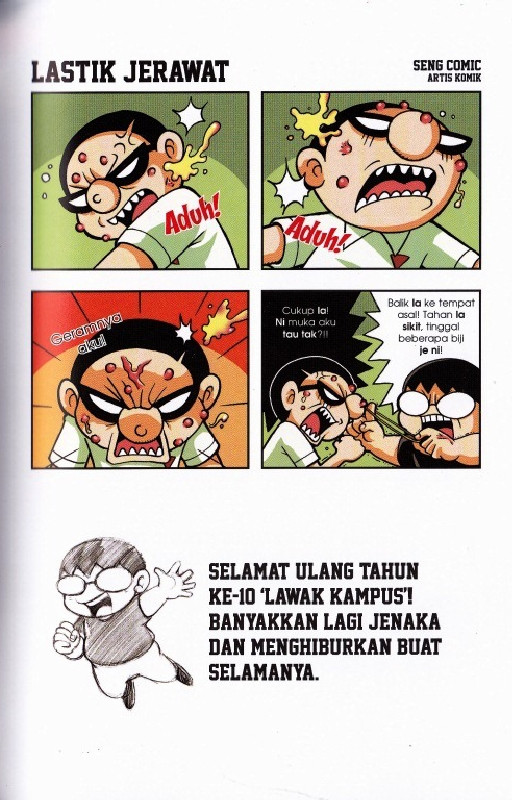 LASTIK JERAWAT
SENG COMIC
ARTIS KOMIK
Aduh!
Aduh!
Geramnya
aku!
Cukup la!
Ni muka aku
tau tak?!!
Balik la ke tempat
asal! Tahan la
sikit, tinggal
beberapa biji
je nii!
SELAMAT ULANG TAHUN
KE-10 'LAWAK KAMPUS'!
BANYAKKAN LAGI JENAKA
DAN MENGHIBURKAN BUAT
SELAMANYA.